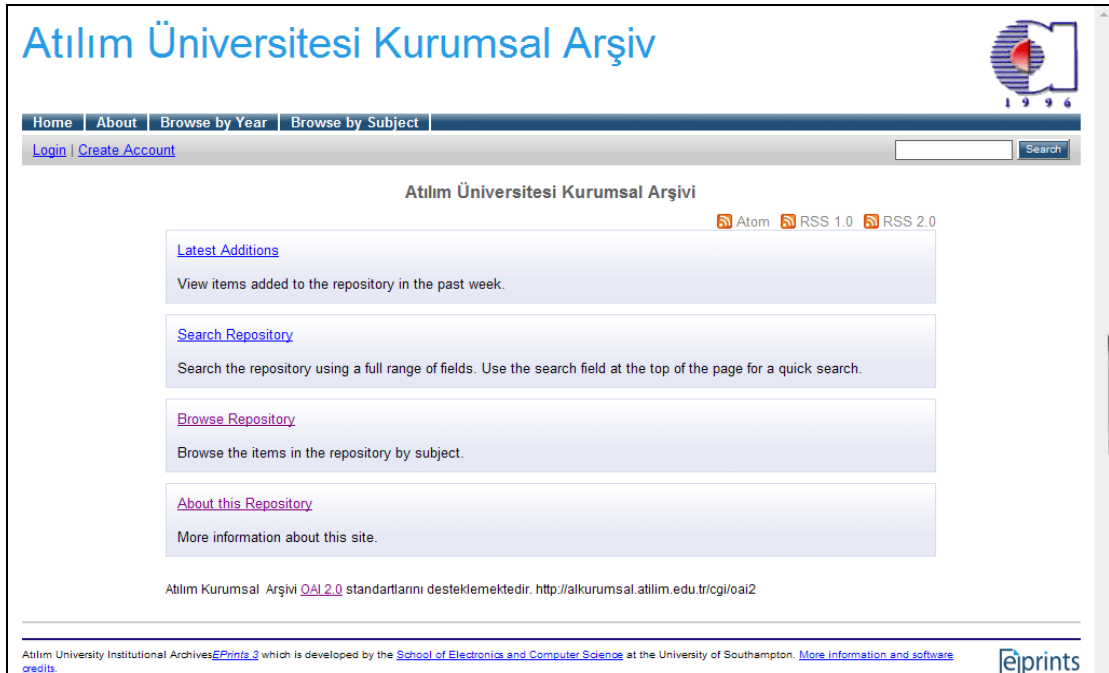 Atılım Üniversitesi Kurumsal Arşiv
1 9 9 6
Home About Browse by Year Browse by Subject
Login | Create Account Search
Atılım Üniversitesi Kurumsal Arşivi
Atom RSS 1.0 RSS 2.0
Latest Additions
View items added to the repository in the past week.
Search Repository
Search the repository using a full range of fields. Use the search field at the top of the page for a quick search.
Browse Repository
Browse the items in the repository by subject.
About this Repository
More information about this site.
Atılım Kurumsal Arşivi OAI 2.0 standartlarını desteklemektedir. http://alkurumsal.atilim.edu.tr/cgi/oai2
Atılım University Institutional ArchivesEPrints 3 which is developed by the School of Electronics and Computer Science at the University of Southampton. More information and software
credits.
eprints